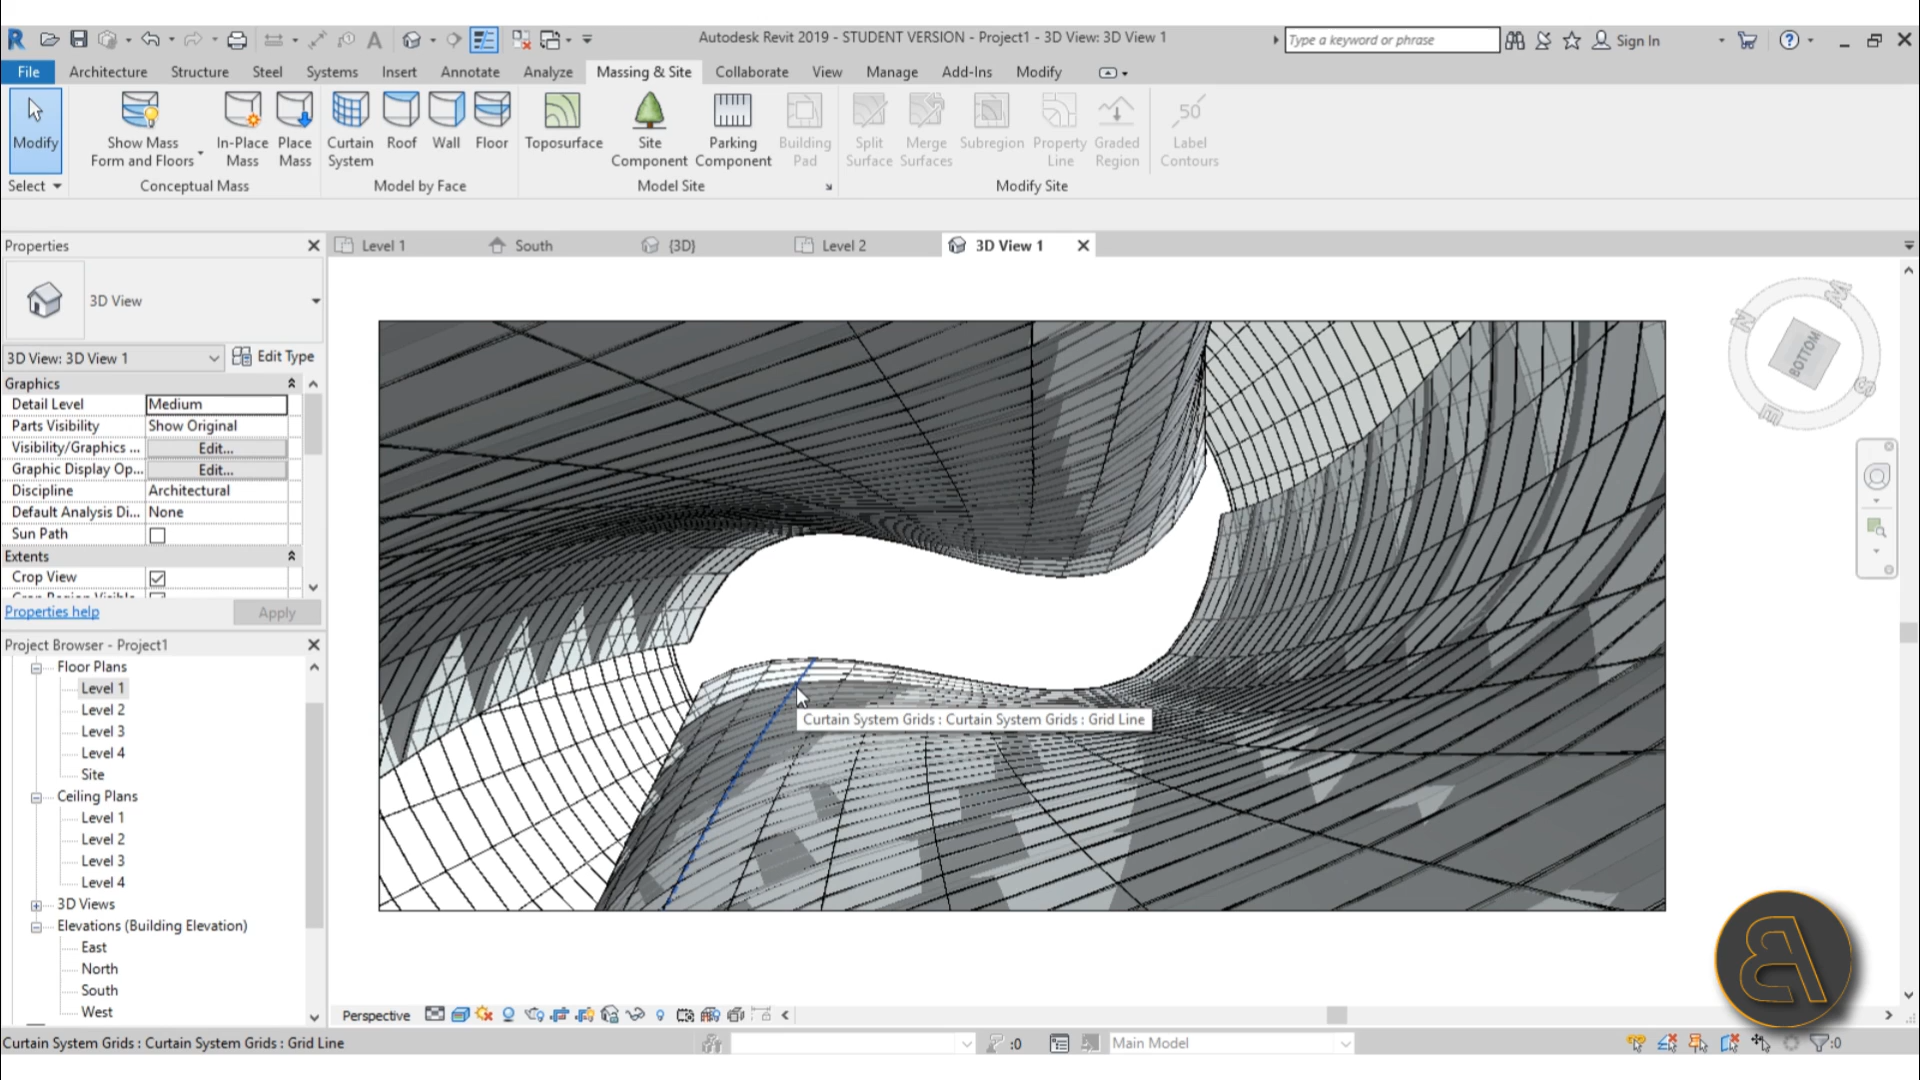 Autodesk Revit 2019 - STUDENT VERSION - Project1 - 3D View: 3D View 1
Type a keyword or phrase
Sign In
File Architecture Structure Steel Systems Insert Annotate Analyze Massing & Site Collaborate View Manage Add-Ins Modify
Modify
Show Mass
Form and Floors
In-Place
Mass
Place
Mass
Curtain
System
Roof
Wall
Floor
Toposurface
Site
Component
Parking
Component
Building
Pad
Split
Surface
Merge
Surfaces
Subregion
Property
Line
Graded
Region
50
Label
Contours
Select
Conceptual Mass
Model by Face
Model Site
Modify Site
Properties
Level 1
South
{3D}
Level 2
3D View 1
3D View
3D View: 3D View 1
Edit Type
Graphics
Detail Level Medium
Parts Visibility Show Original
Visibility/Graphics ... Edit...
Graphic Display Op... Edit...
Discipline Architectural
Default Analysis Di... None
Sun Path
Extents
Crop View
Properties help
Apply
Project Browser - Project1
Floor Plans
Level 1
Level 2
Level 3
Level 4
Site
Ceiling Plans
Level 1
Level 2
Level 3
Level 4
3D Views
Elevations (Building Elevation)
East
North
South
West
BOTTOM
N
W
S
E
Curtain System Grids : Curtain System Grids : Grid Line
Perspective
Curtain System Grids : Curtain System Grids : Grid Line
:0
Main Model
:0